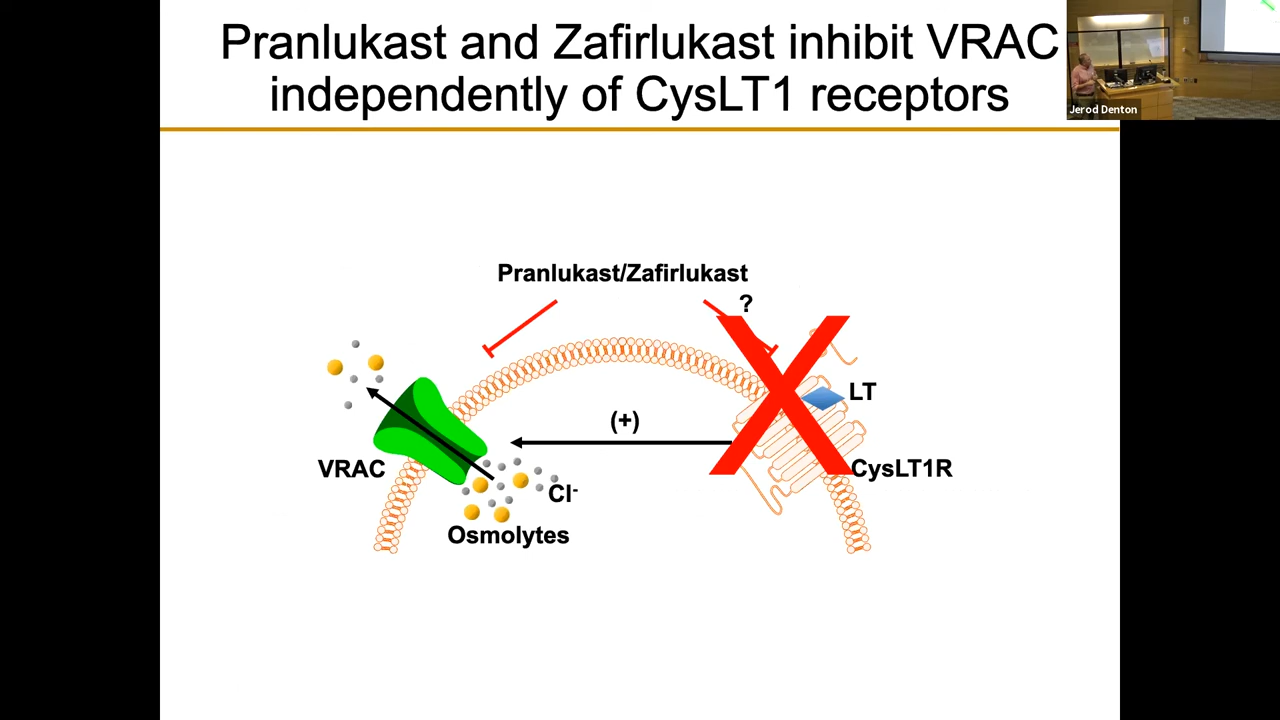 Pranlukast and Zafirlukast inhibit VRAC
independently of CysLT1 receptors
Jerod Denton
Pranlukast/Zafirlukast
?
LT
(+)
VRAC
CysLT1R
Cl-
Osmolytes